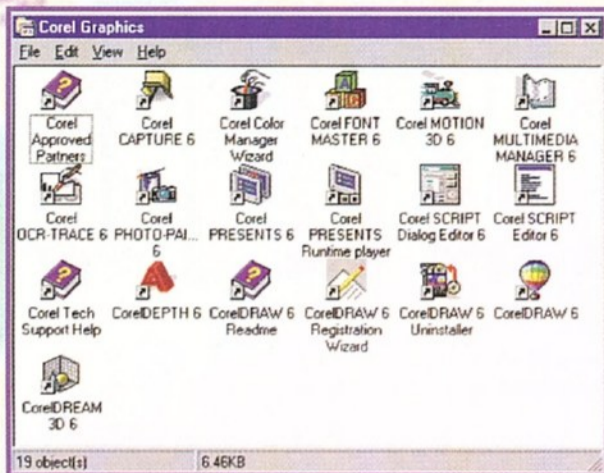 Corel Graphics
File Edit View Help
Corel Approved Partners
Corel CAPTURE 6
Corel Color Manager Wizard
Corel FONT MASTER 6
Corel MOTION 3D 6
Corel MULTIMEDIA MANAGER 6
Corel OCR-TRACE 6
Corel PHOTO-PAI... 6
Corel PRESENTS 6
Corel PRESENTS Runtime player
Corel SCRIPT Dialog Editor 6
Corel SCRIPT Editor 6
Corel Tech Support Help
CorelDEPTH 6
CorelDRAW 6 Readme
CorelDRAW 6 Registration Wizard
CorelDRAW 6 Uninstaller
CorelDRAW 6
CorelDREAM 3D 6
19 object(s) 6.46KB